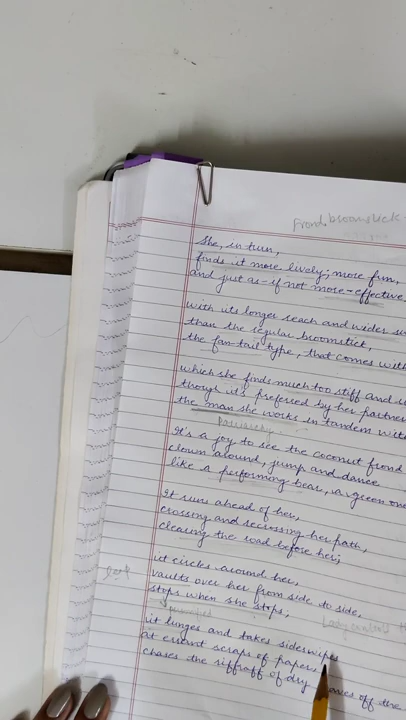 Frond broomstick
She, in turn,
finds it more lively; more fun,
and just as - if not more - effective,
with its longer reach and wider
than the regular broomstick,
the fan-tail type, that comes with
which she finds much too stiff and
though it's preferred by her partner
the man she works in tandem with
It's a joy to see the coconut frond
clown around, jump and dance
like a performing bear, a green one
It runs ahead of her,
crossing and recrossing her path,
clearing the road before her;
it circles around her,
vaults over her from side to side,
stops when she stops;
jumps
it lunges and takes sideswipes
at errant scraps of paper,
chases the riffraff of dry leaves off the